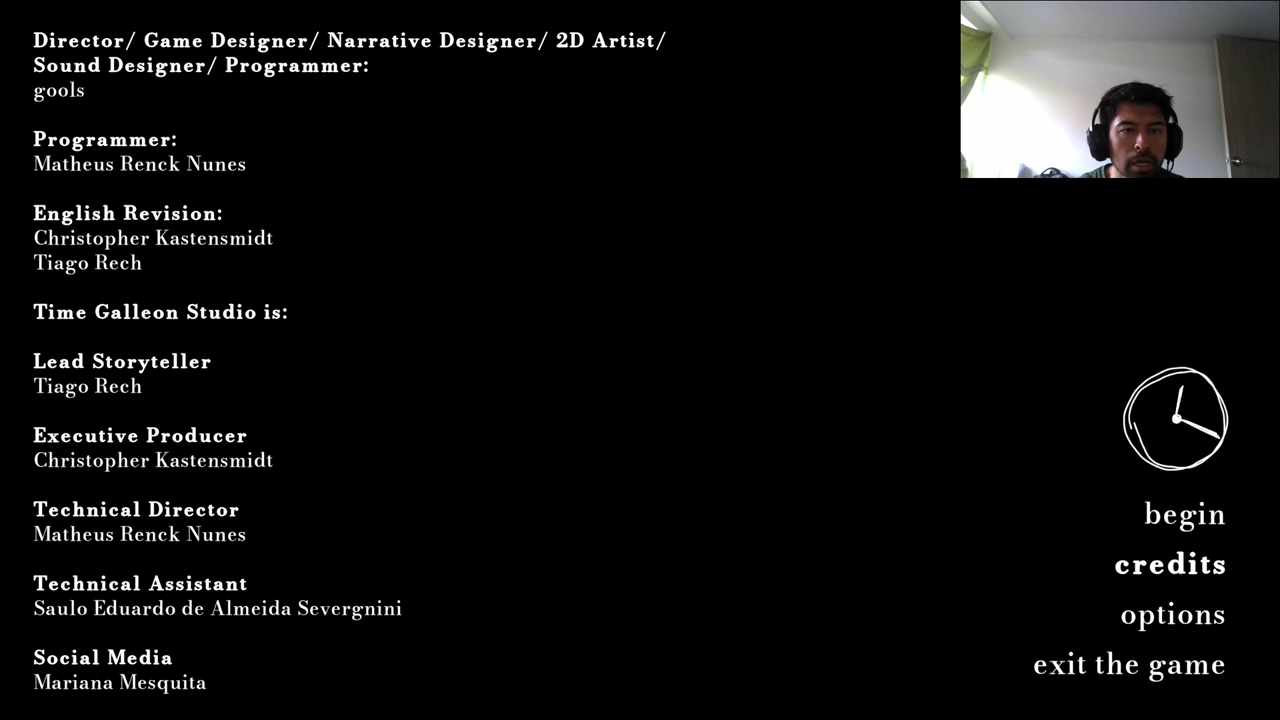 Director/ Game Designer/ Narrative Designer/ 2D Artist/
Sound Designer/ Programmer:
gools
Programmer:
Matheus Renck Nunes
English Revision:
Christopher Kastensmidt
Tiago Rech
Time Galleon Studio is:
Lead Storyteller
Tiago Rech
Executive Producer
Christopher Kastensmidt
Technical Director
Matheus Renck Nunes
Technical Assistant
Saulo Eduardo de Almeida Severgnini
Social Media
Mariana Mesquita
begin
credits
options
exit the game